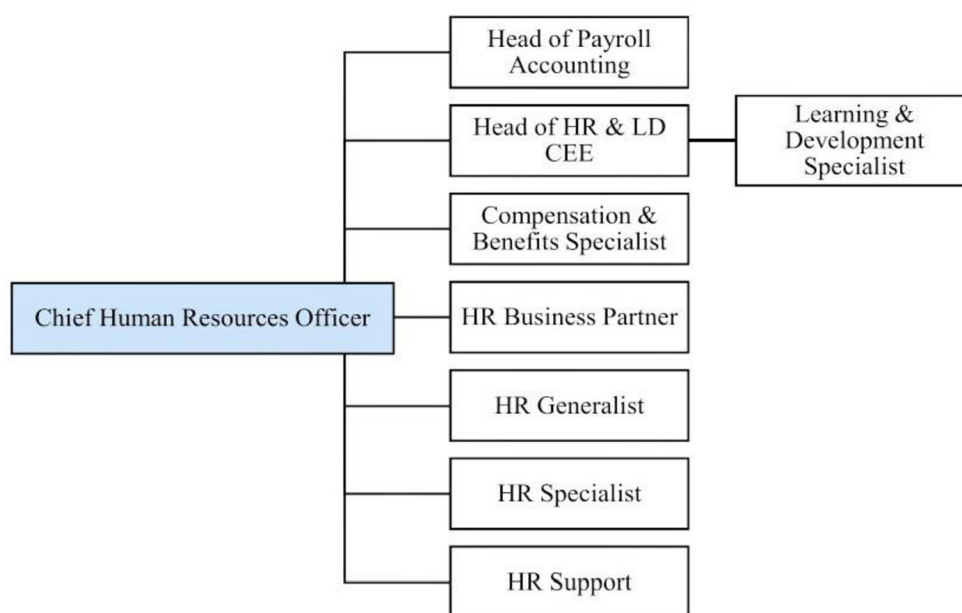 Head of Payroll
Accounting
Head of HR & LD
CEE
Learning &
Development
Specialist
Compensation &
Benefits Specialist
Chief Human Resources Officer
HR Business Partner
HR Generalist
HR Specialist
HR Support